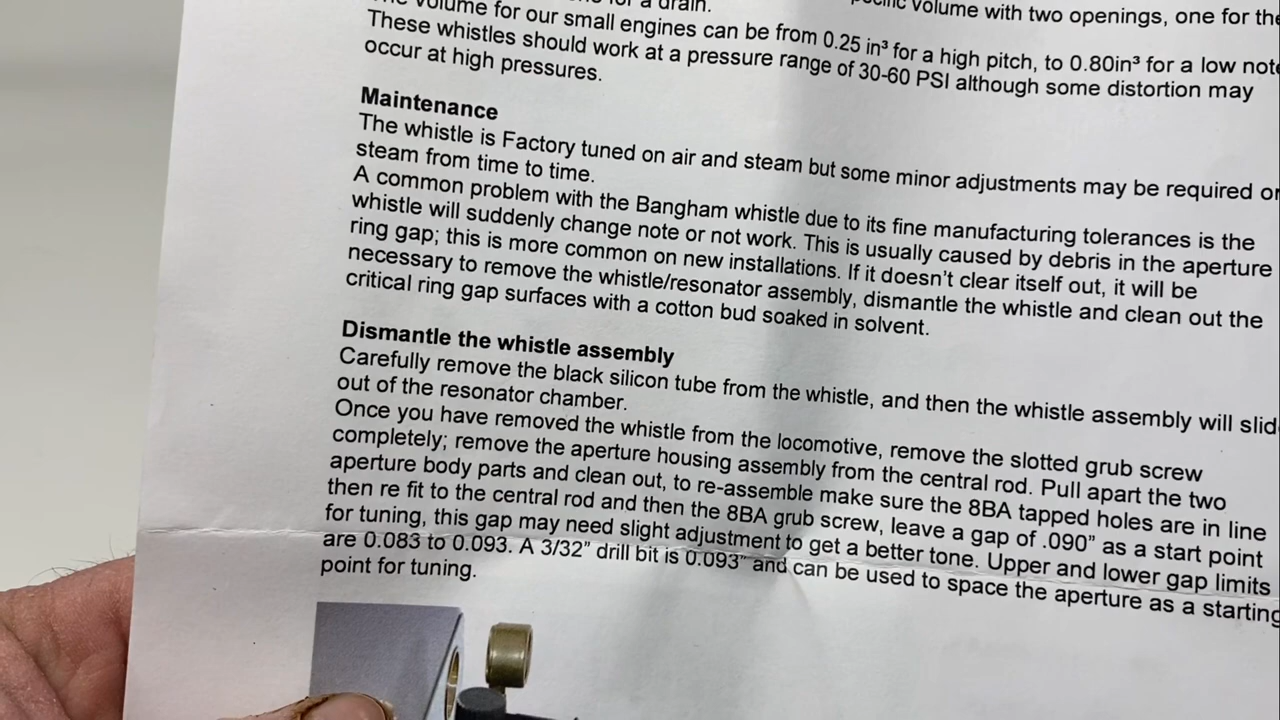 for a drain.
volume with two openings, one for the
volume for our small engines can be from 0.25 in³ for a high pitch, to 0.80in³ for a low note
These whistles should work at a pressure range of 30-60 PSI although some distortion may
occur at high pressures.
Maintenance
The whistle is Factory tuned on air and steam but some minor adjustments may be required on
steam from time to time.
A common problem with the Bangham whistle due to its fine manufacturing tolerances is the
whistle will suddenly change note or not work. This is usually caused by debris in the aperture
ring gap; this is more common on new installations. If it doesn't clear itself out, it will be
necessary to remove the whistle/resonator assembly, dismantle the whistle and clean out the
critical ring gap surfaces with a cotton bud soaked in solvent.
Dismantle the whistle assembly
Carefully remove the black silicon tube from the whistle, and then the whistle assembly will slid
out of the resonator chamber.
Once you have removed the whistle from the locomotive, remove the slotted grub screw
completely; remove the aperture housing assembly from the central rod. Pull apart the two
aperture body parts and clean out, to re-assemble make sure the 8BA tapped holes are in line
then re fit to the central rod and then the 8BA grub screw, leave a gap of .090” as a start point
for tuning, this gap may need slight adjustment to get a better tone. Upper and lower gap limits
are 0.083 to 0.093. A 3/32” drill bit is 0.093” and can be used to space the aperture as a starting
point for tuning.